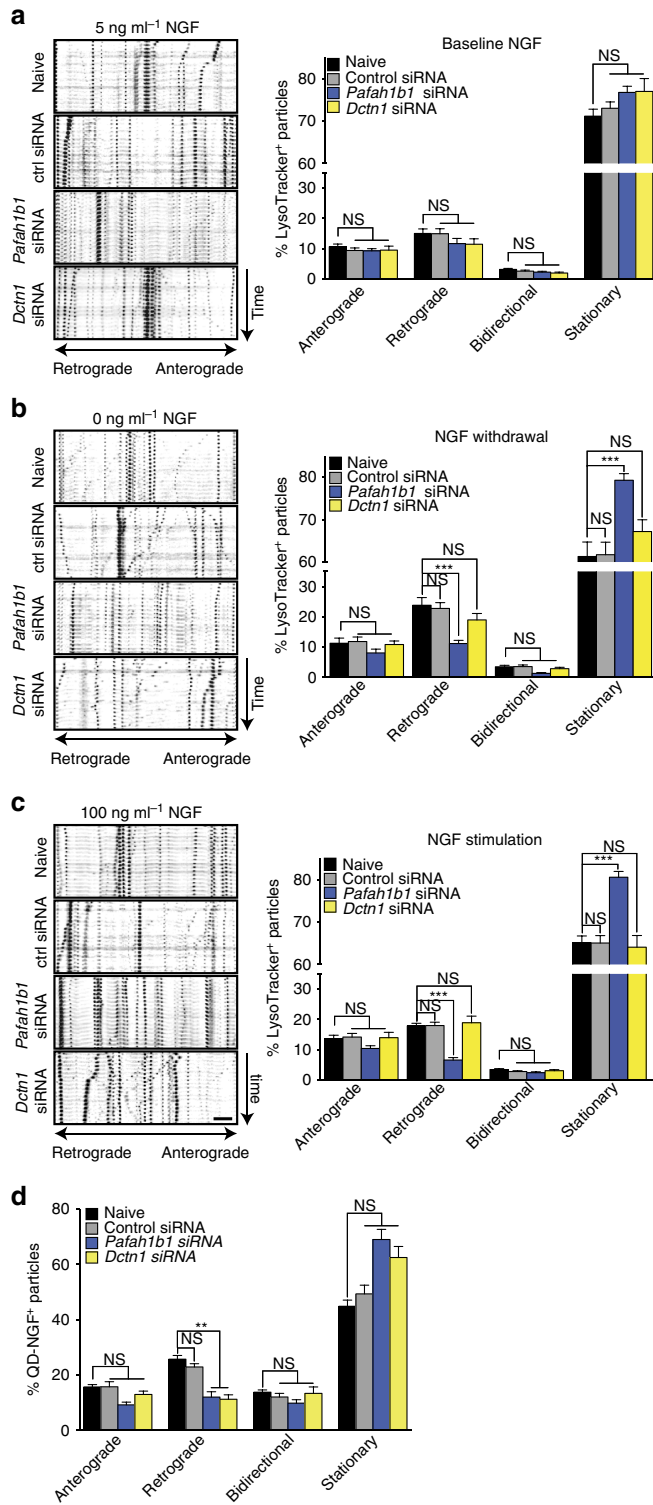 a
5 ng ml⁻¹ NGF
Naive
ctrl siRNA
Pafah1b1
siRNA
Dctn1
siRNA
Time
Retrograde
Anterograde
Baseline NGF
Naive
Control siRNA
Pafah1b1 siRNA
Dctn1 siRNA
% LysoTracker⁺ particles
80
70
60
15
10
5
0
NS
NS
NS
NS
Anterograde
Retrograde
Bidirectional
Stationary
b
0 ng ml⁻¹ NGF
Naive
ctrl siRNA
Pafah1b1
siRNA
Dctn1
siRNA
Time
Retrograde
Anterograde
NGF withdrawal
Naive
Control siRNA
Pafah1b1 siRNA
Dctn1 siRNA
% LysoTracker⁺ particles
80
70
60
30
20
10
0
NS
NS
***
NS
NS
NS
***
NS
Anterograde
Retrograde
Bidirectional
Stationary
c
100 ng ml⁻¹ NGF
Naive
ctrl siRNA
Pafah1b1
siRNA
Dctn1
siRNA
time
Retrograde
Anterograde
NGF stimulation
Naive
Control siRNA
Pafah1b1 siRNA
Dctn1 siRNA
% LysoTracker⁺ particles
90
80
70
60
30
20
10
0
NS
NS
***
NS
NS
NS
***
NS
Anterograde
Retrograde
Bidirectional
Stationary
d
Naive
Control siRNA
Pafah1b1 siRNA
Dctn1 siRNA
% QD-NGF⁺ particles
80
60
40
20
0
NS
**
NS
NS
NS
Anterograde
Retrograde
Bidirectional
Stationary